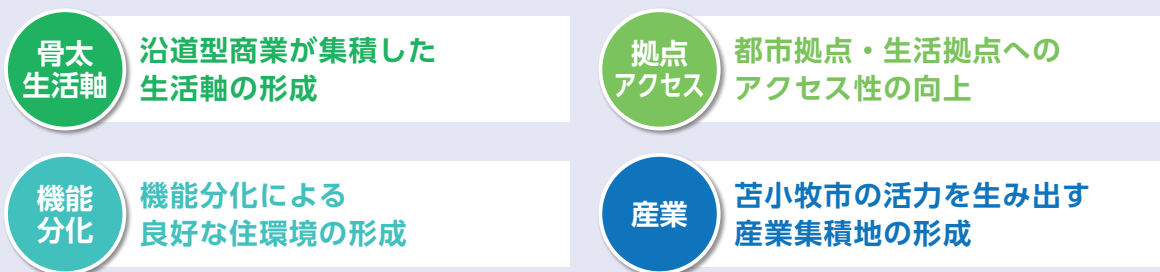 骨太
生活軸
沿道型商業が集積した
生活軸の形成
拠点
アクセス
都市拠点・生活拠点への
アクセス性の向上
機能
分化
機能分化による
良好な住環境の形成
産業
苫小牧市の活力を生み出す
産業集積地の形成